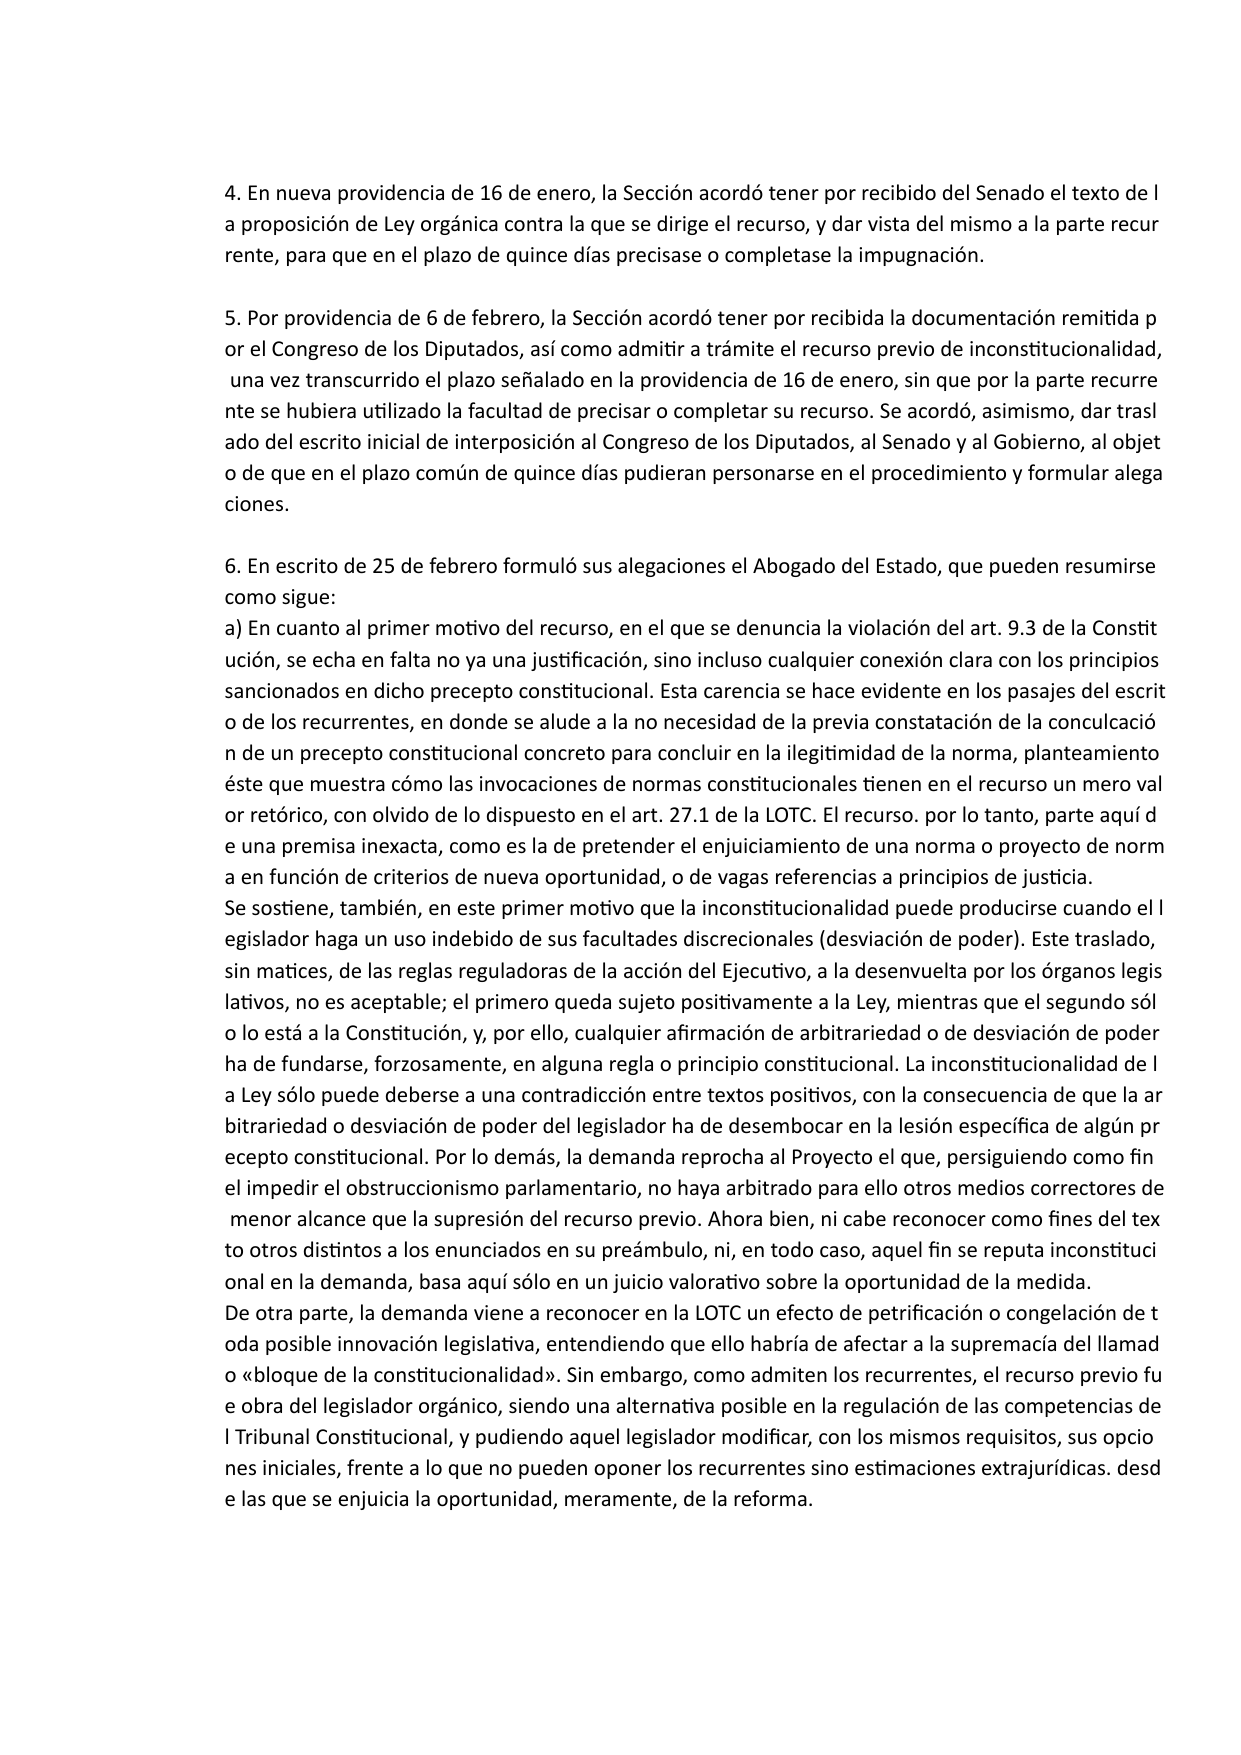 4. En nueva providencia de 16 de enero, la Sección acordó tener por recibido del Senado el texto de l
a proposición de Ley orgánica contra la que se dirige el recurso, y dar vista del mismo a la parte recur
rente, para que en el plazo de quince días precisase o completase la impugnación.

5. Por providencia de 6 de febrero, la Sección acordó tener por recibida la documentación remitida p
or el Congreso de los Diputados, así como admitir a trámite el recurso previo de inconstitucionalidad,
una vez transcurrido el plazo señalado en la providencia de 16 de enero, sin que por la parte recurre
nte se hubiera utilizado la facultad de precisar o completar su recurso. Se acordó, asimismo, dar trasl
ado del escrito inicial de interposición al Congreso de los Diputados, al Senado y al Gobierno, al objet
o de que en el plazo común de quince días pudieran personarse en el procedimiento y formular alega
ciones.

6. En escrito de 25 de febrero formuló sus alegaciones el Abogado del Estado, que pueden resumirse
como sigue:
a) En cuanto al primer motivo del recurso, en el que se denuncia la violación del art. 9.3 de la Constit
ución, se echa en falta no ya una justificación, sino incluso cualquier conexión clara con los principios
sancionados en dicho precepto constitucional. Esta carencia se hace evidente en los pasajes del escrit
o de los recurrentes, en donde se alude a la no necesidad de la previa constatación de la conculcació
n de un precepto constitucional concreto para concluir en la ilegitimidad de la norma, planteamiento
éste que muestra cómo las invocaciones de normas constitucionales tienen en el recurso un mero val
or retórico, con olvido de lo dispuesto en el art. 27.1 de la LOTC. El recurso. por lo tanto, parte aquí d
e una premisa inexacta, como es la de pretender el enjuiciamiento de una norma o proyecto de norm
a en función de criterios de nueva oportunidad, o de vagas referencias a principios de justicia.
Se sostiene, también, en este primer motivo que la inconstitucionalidad puede producirse cuando el l
egislador haga un uso indebido de sus facultades discrecionales (desviación de poder). Este traslado,
sin matices, de las reglas reguladoras de la acción del Ejecutivo, a la desenvuelta por los órganos legis
lativos, no es aceptable; el primero queda sujeto positivamente a la Ley, mientras que el segundo sól
o lo está a la Constitución, y, por ello, cualquier afirmación de arbitrariedad o de desviación de poder
ha de fundarse, forzosamente, en alguna regla o principio constitucional. La inconstitucionalidad de l
a Ley sólo puede deberse a una contradicción entre textos positivos, con la consecuencia de que la ar
bitrariedad o desviación de poder del legislador ha de desembocar en la lesión específica de algún pr
ecepto constitucional. Por lo demás, la demanda reprocha al Proyecto el que, persiguiendo como fin
el impedir el obstruccionismo parlamentario, no haya arbitrado para ello otros medios correctores de
menor alcance que la supresión del recurso previo. Ahora bien, ni cabe reconocer como fines del tex
to otros distintos a los enunciados en su preámbulo, ni, en todo caso, aquel fin se reputa inconstituci
onal en la demanda, basa aquí sólo en un juicio valorativo sobre la oportunidad de la medida.
De otra parte, la demanda viene a reconocer en la LOTC un efecto de petrificación o congelación de t
oda posible innovación legislativa, entendiendo que ello habría de afectar a la supremacía del llamad
o «bloque de la constitucionalidad». Sin embargo, como admiten los recurrentes, el recurso previo fu
e obra del legislador orgánico, siendo una alternativa posible en la regulación de las competencias de
l Tribunal Constitucional, y pudiendo aquel legislador modificar, con los mismos requisitos, sus opcio
nes iniciales, frente a lo que no pueden oponer los recurrentes sino estimaciones extrajurídicas. desd
e las que se enjuicia la oportunidad, meramente, de la reforma.